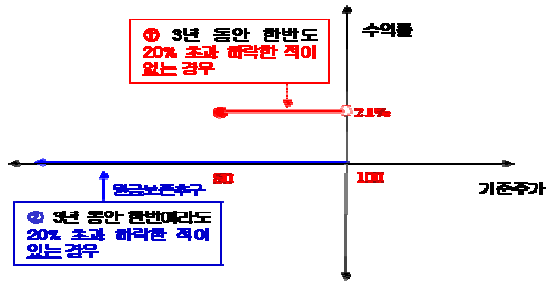 ① 3년 동안 한번도
20% 초과 하락한 적이
없는 경우
수익률
21%
80
100
기준주가
원금보존추구
② 3년 동안 한번이라도
20% 초과 하락한 적이
있는 경우